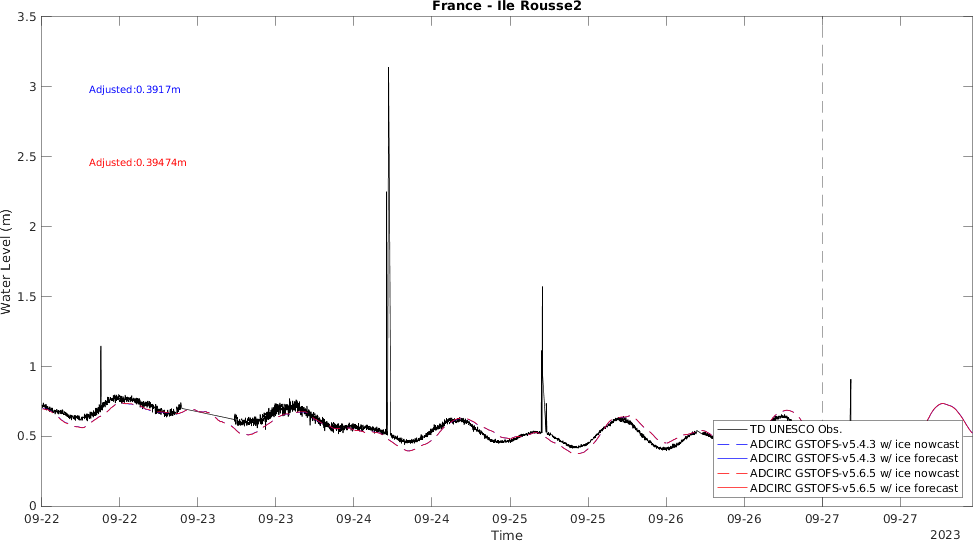 France - Ile Rousse2
3.5
3
2.5
2
1.5
1
0.5
0
Water Level (m)
Adjusted:0.3917m
Adjusted:0.39474m
TD UNESCO Obs.
ADCIRC GSTOFS-v5.4.3 w/ ice nowcast
ADCIRC GSTOFS-v5.4.3 w/ ice forecast
ADCIRC GSTOFS-v5.6.5 w/ ice nowcast
ADCIRC GSTOFS-v5.6.5 w/ ice forecast
09-22 09-22 09-23 09-23 09-24 09-24 09-25 09-25 09-26 09-26 09-27 09-27
Time
2023